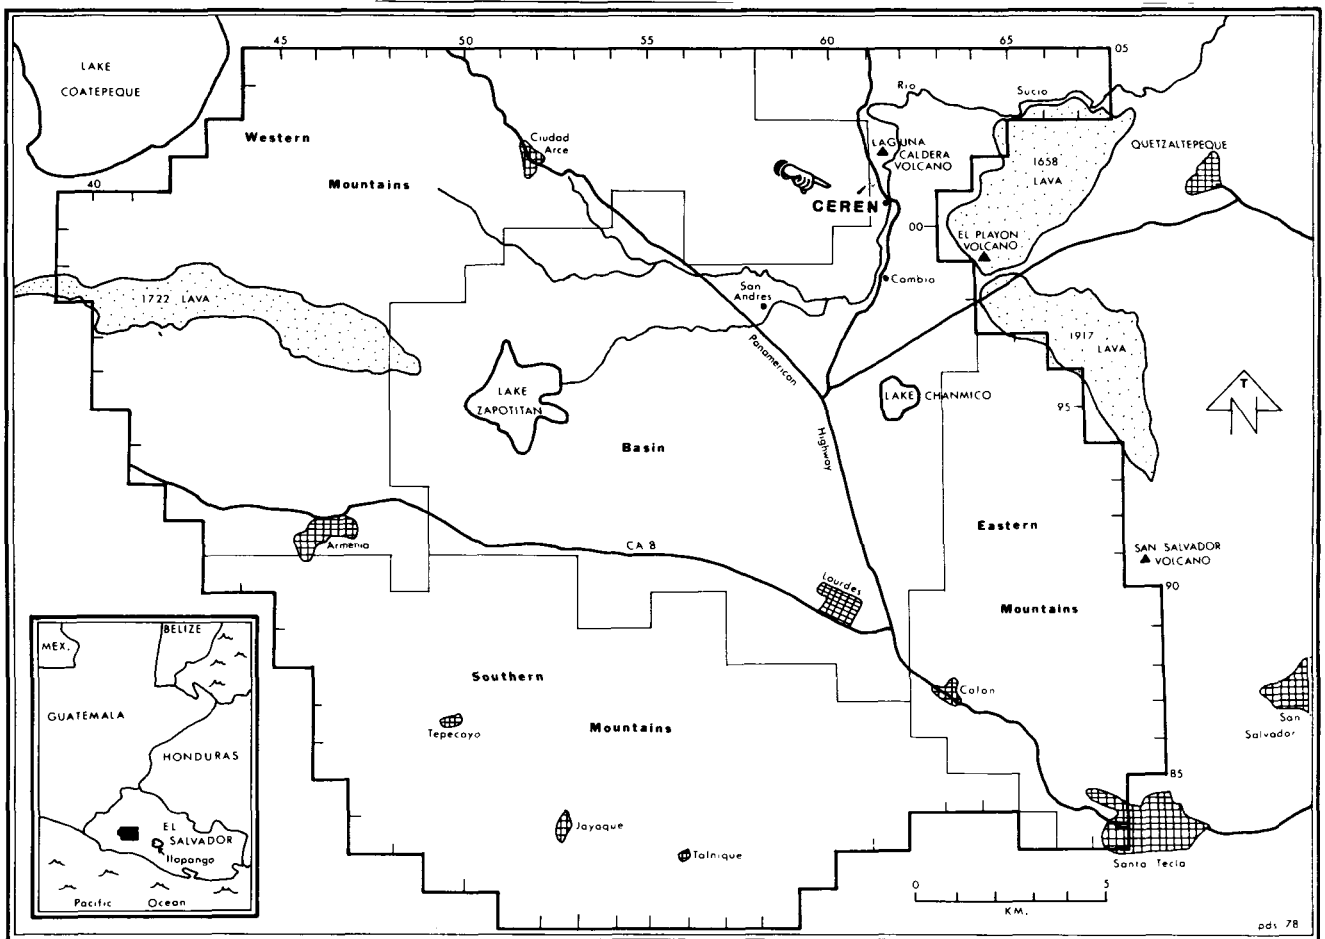 45
50
55
60
65
05
LAKE
COATEPEQUE
Rio
Sucio
Western
Ciudad
Arce
LAGUNA
CALDERA
VOLCANO
1658
LAVA
QUETZALTEPEQUE
40
Mountains
CEREN
00
EL PLAYON
VOLCANO
Cambio
San
Andres
1722 LAVA
Panamerican
1917
LAVA
LAKE
ZAPOTITAN
LAKE CHANMICO
95
T
N
Highway
Basin
Eastern
Armenia
CA 8
SAN SALVADOR
VOLCANO
Lourdes
90
Mountains
MEX.
BELIZE
GUATEMALA
HONDURAS
EL
SALVADOR
Ilopango
Pacific Ocean
Southern
Mountains
Colon
Tepecoyo
San
Salvador
85
Jayaque
Talnique
Santa Tecla
0
5
KM.
pds 78